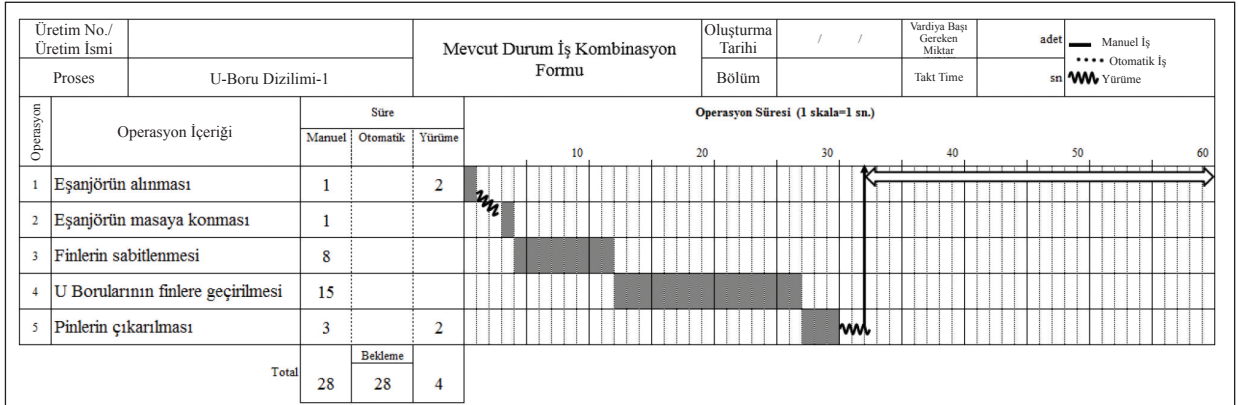 Üretim No./
Üretim İsmi
Mevcut Durum İş Kombinasyon
Formu
Oluşturma
Tarihi
/ /
Vardiya Başı
Gereken
Miktar
adet
Manuel İş
Otomatik İş
Yürüme
Proses
U-Boru Dizilimi-1
Bölüm
Takt Time
sn
Operasyon
Operasyon İçeriği
Süre
Manuel
Otomatik
Yürüme
Operasyon Süresi (1 skala=1 sn.)
10 20 30 40 50 60
1 Eşanjörün alınması 1 2
2 Eşanjörün masaya konması 1
3 Finlerin sabitlenmesi 8
4 U Borularının finlere geçirilmesi 15
5 Pinlerin çıkarılması 3 2
Bekleme
Total 28 28 4